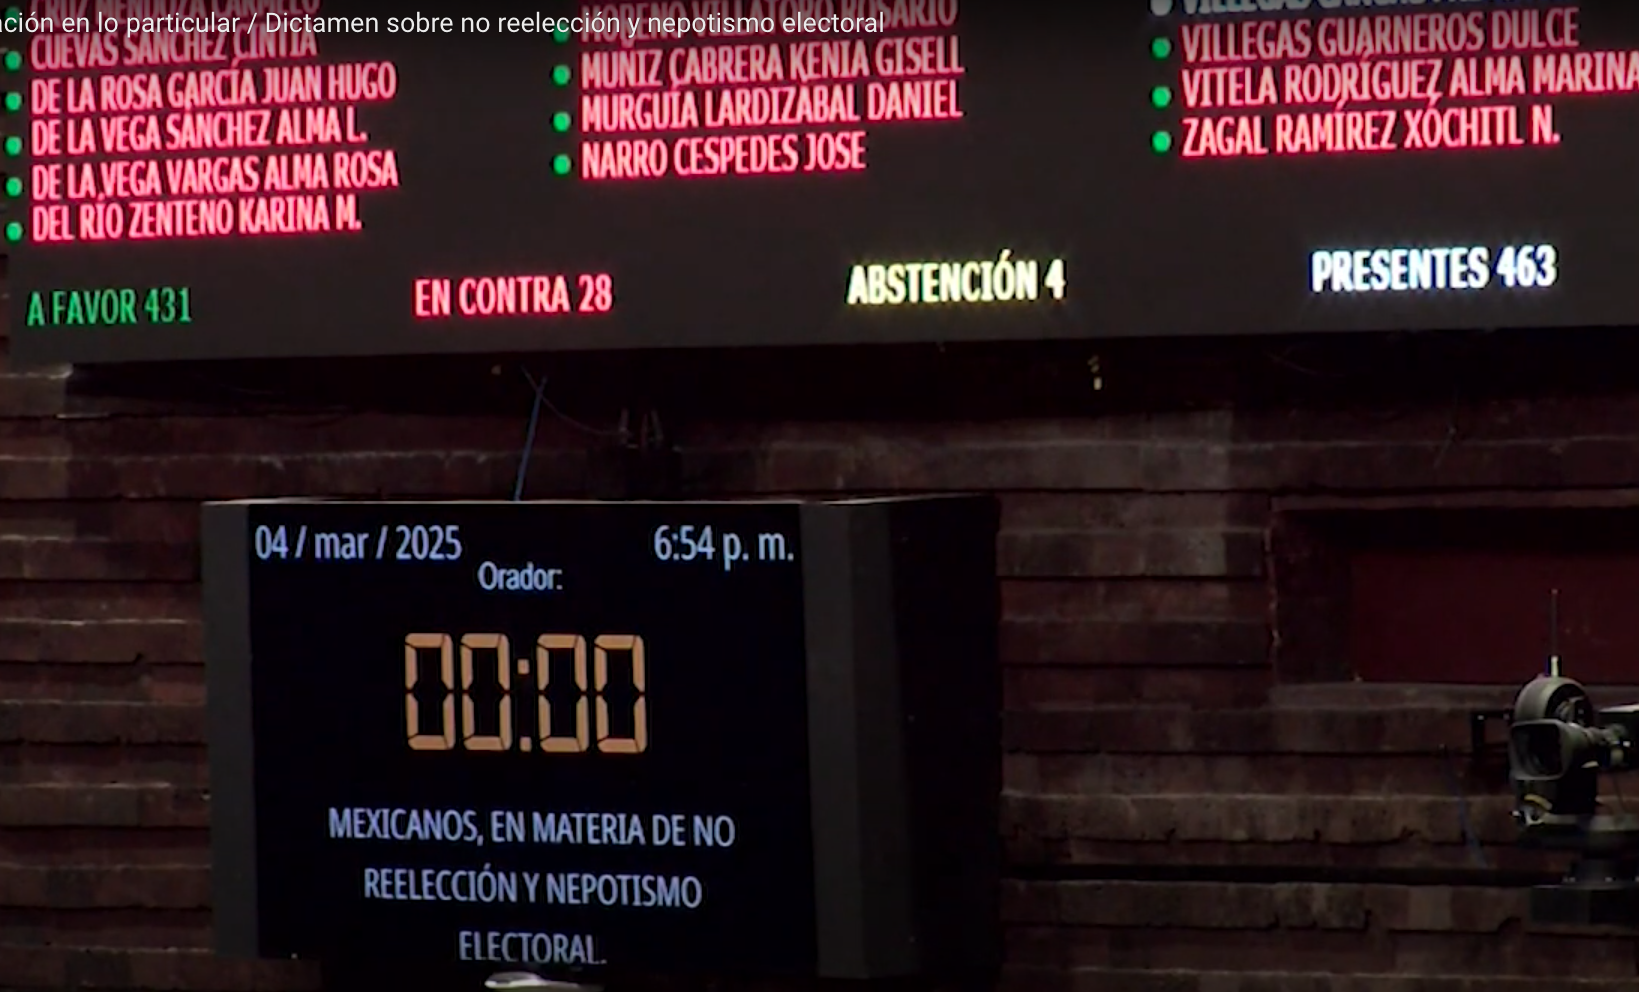 ción en lo particular / Dictamen sobre no reelección y nepotismo electoral
CUEVAS SÁNCHEZ CINTIA
DE LA ROSA GARCÍA JUAN HUGO
DE LA VEGA SÁNCHEZ ALMA L.
DE LA VEGA VARGAS ALMA ROSA
DEL RÍO ZENTENO KARINA M.
ROSARIO
MUÑIZ CABRERA KENIA GISELL
MURGUÍA LARDIZÁBAL DANIEL
NARRO CESPEDES JOSE
VILLEGAS
VILLEGAS GUARNEROS DULCE
VITELA RODRÍGUEZ ALMA MARINA
ZAGAL RAMÍREZ XÓCHITL N.
A FAVOR 431
EN CONTRA 28
ABSTENCIÓN 4
PRESENTES 463
04 / mar / 2025
6:54 p. m.
Orador:
00:00
MEXICANOS, EN MATERIA DE NO
REELECCIÓN Y NEPOTISMO
ELECTORAL.